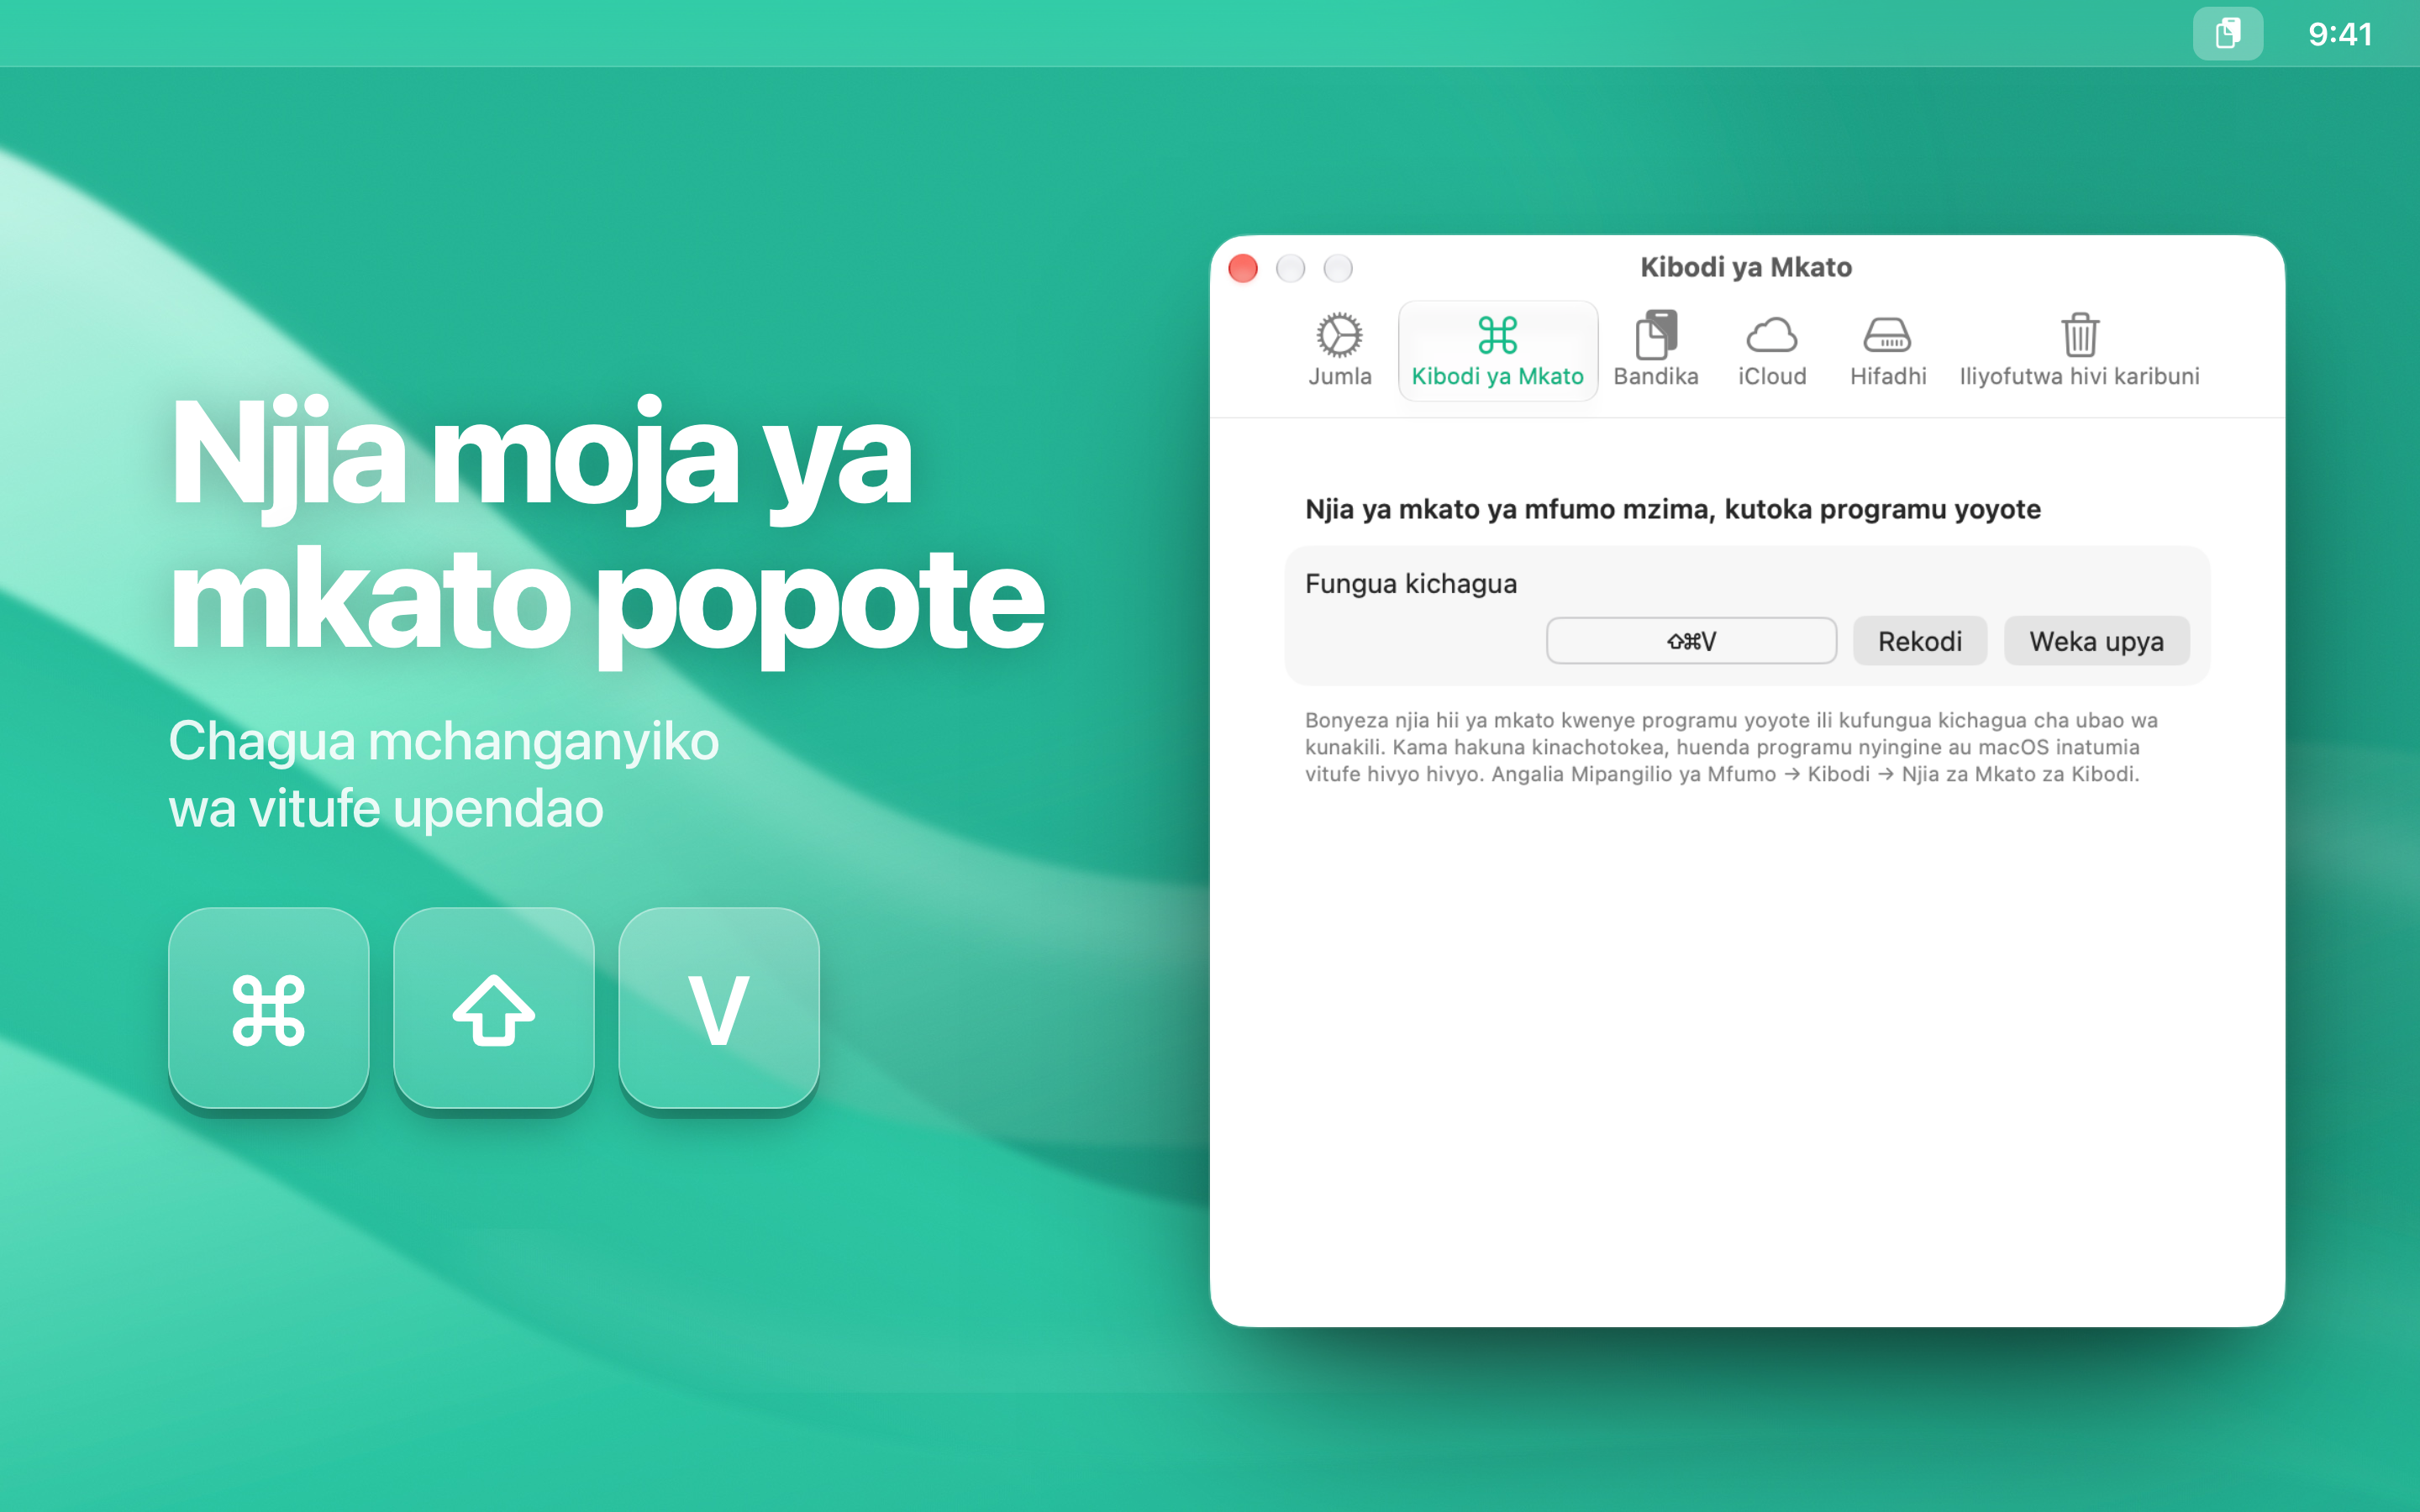 9:41
Njia moja ya
mkato popote
Chagua mchanganyiko
wa vitufe upendao
⌘ ⇧ V
Kibodi ya Mkato
Jumla Kibodi ya Mkato Bandika iCloud Hifadhi Iliyofutwa hivi karibuni
Njia ya mkato ya mfumo mzima, kutoka programu yoyote
Fungua kichagua
⇧⌘V Rekodi Weka upya
Bonyeza njia hii ya mkato kwenye programu yoyote ili kufungua kichagua cha ubao wa
kunakili. Kama hakuna kinachotokea, huenda programu nyingine au macOS inatumia
vitufe hivyo hivyo. Angalia Mipangilio ya Mfumo → Kibodi → Njia za Mkato za Kibodi.